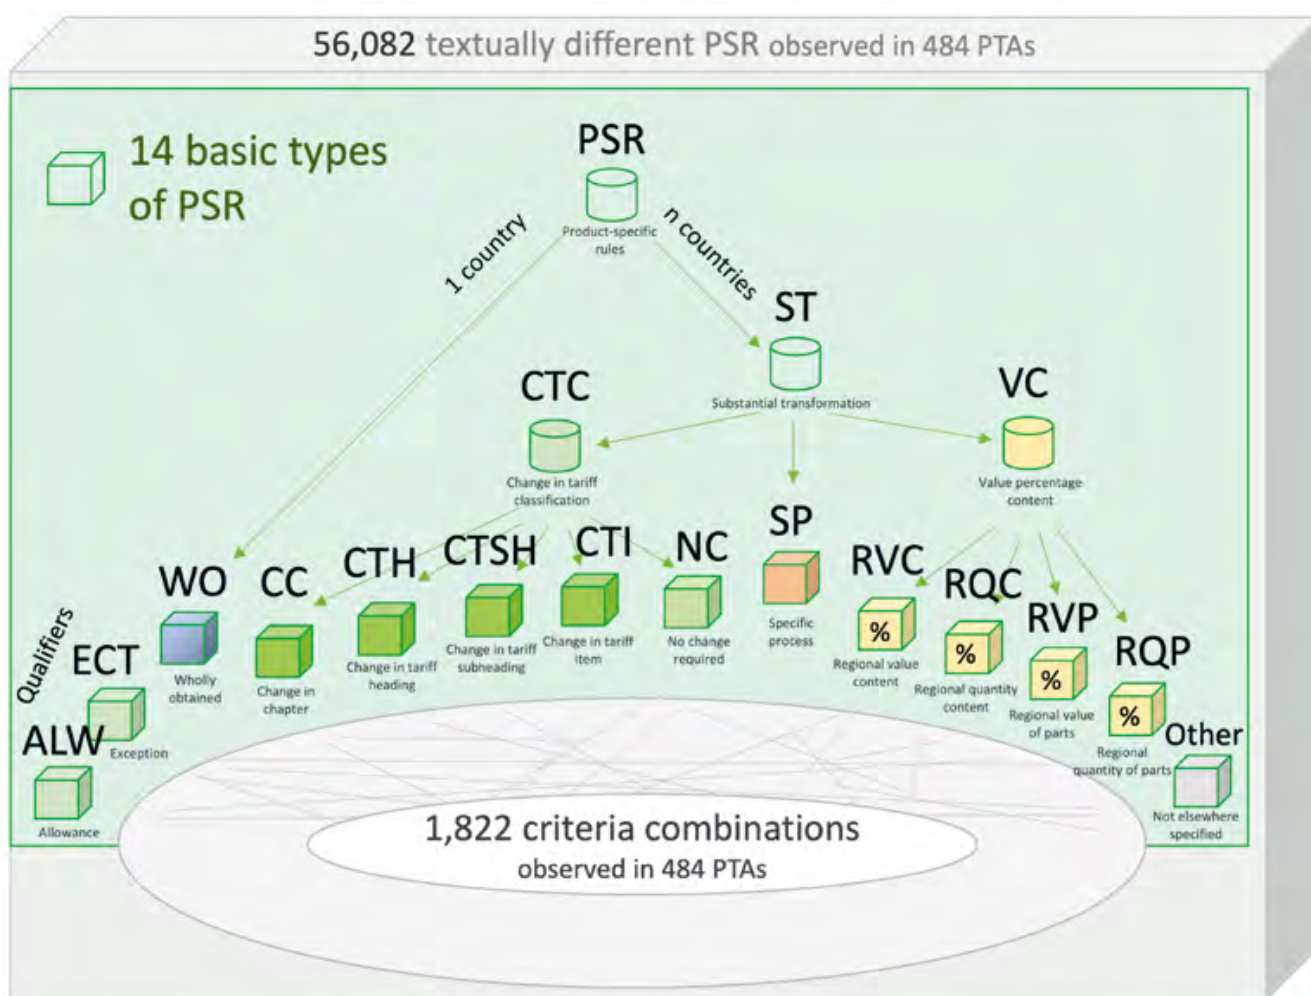 56,082 textually different PSR observed in 484 PTAs
14 basic types
of PSR
PSR
Product-specific
rules
1 country
n countries
ST
Substantial transformation
CTC
Change in tariff
classification
VC
Value percentage
content
WO
Wholly
obtained
CC
Change in
chapter
CTH
Change in tariff
heading
CTSH
Change in tariff
subheading
CTI
Change in tariff
item
NC
No change
required
SP
Specific
process
RVC
%
Regional value
content
RQC
%
Regional quantity
content
RVP
%
Regional value
of parts
RQP
%
Regional
quantity of parts
Other
Not elsewhere
specified
Qualifiers
ECT
Exception
ALW
Allowance
1,822 criteria combinations
observed in 484 PTAs